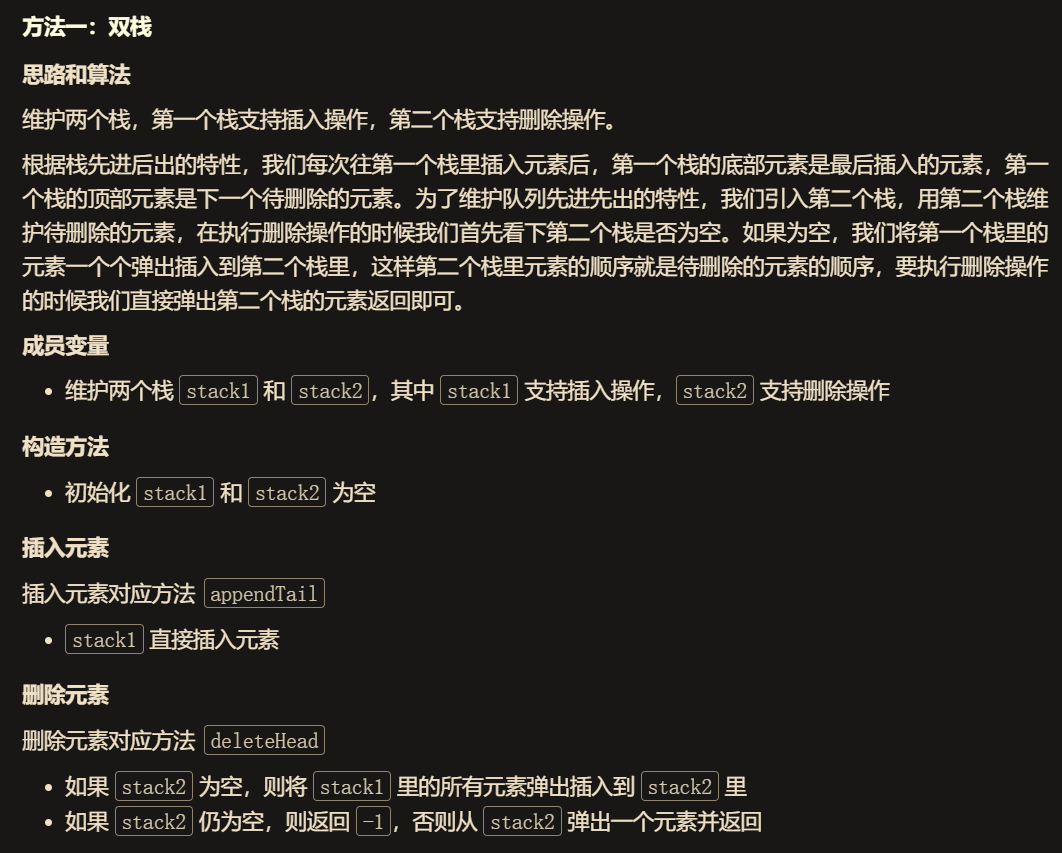 方法一：双栈
思路和算法
维护两个栈，第一个栈支持插入操作，第二个栈支持删除操作。
根据栈先进后出的特性，我们每次往第一个栈里插入元素后，第一个栈的底部元素是最后插入的元素，第一
个栈的顶部元素是下一个待删除的元素。为了维护队列先进先出的特性，我们引入第二个栈，用第二个栈维
护待删除的元素，在执行删除操作的时候我们首先看下第二个栈是否为空。如果为空，我们将第一个栈里的
元素一个个弹出插入到第二个栈里，这样第二个栈里元素的顺序就是待删除的元素的顺序，要执行删除操作
的时候我们直接弹出第二个栈的元素返回即可。
成员变量
• 维护两个栈 stack1 和 stack2，其中 stack1 支持插入操作，stack2 支持删除操作
构造方法
• 初始化 stack1 和 stack2 为空
插入元素
插入元素对应方法 appendTail
• stack1 直接插入元素
删除元素
删除元素对应方法 deleteHead
• 如果 stack2 为空，则将 stack1 里的所有元素弹出插入到 stack2 里
• 如果 stack2 仍为空，则返回 -1，否则从 stack2 弹出一个元素并返回